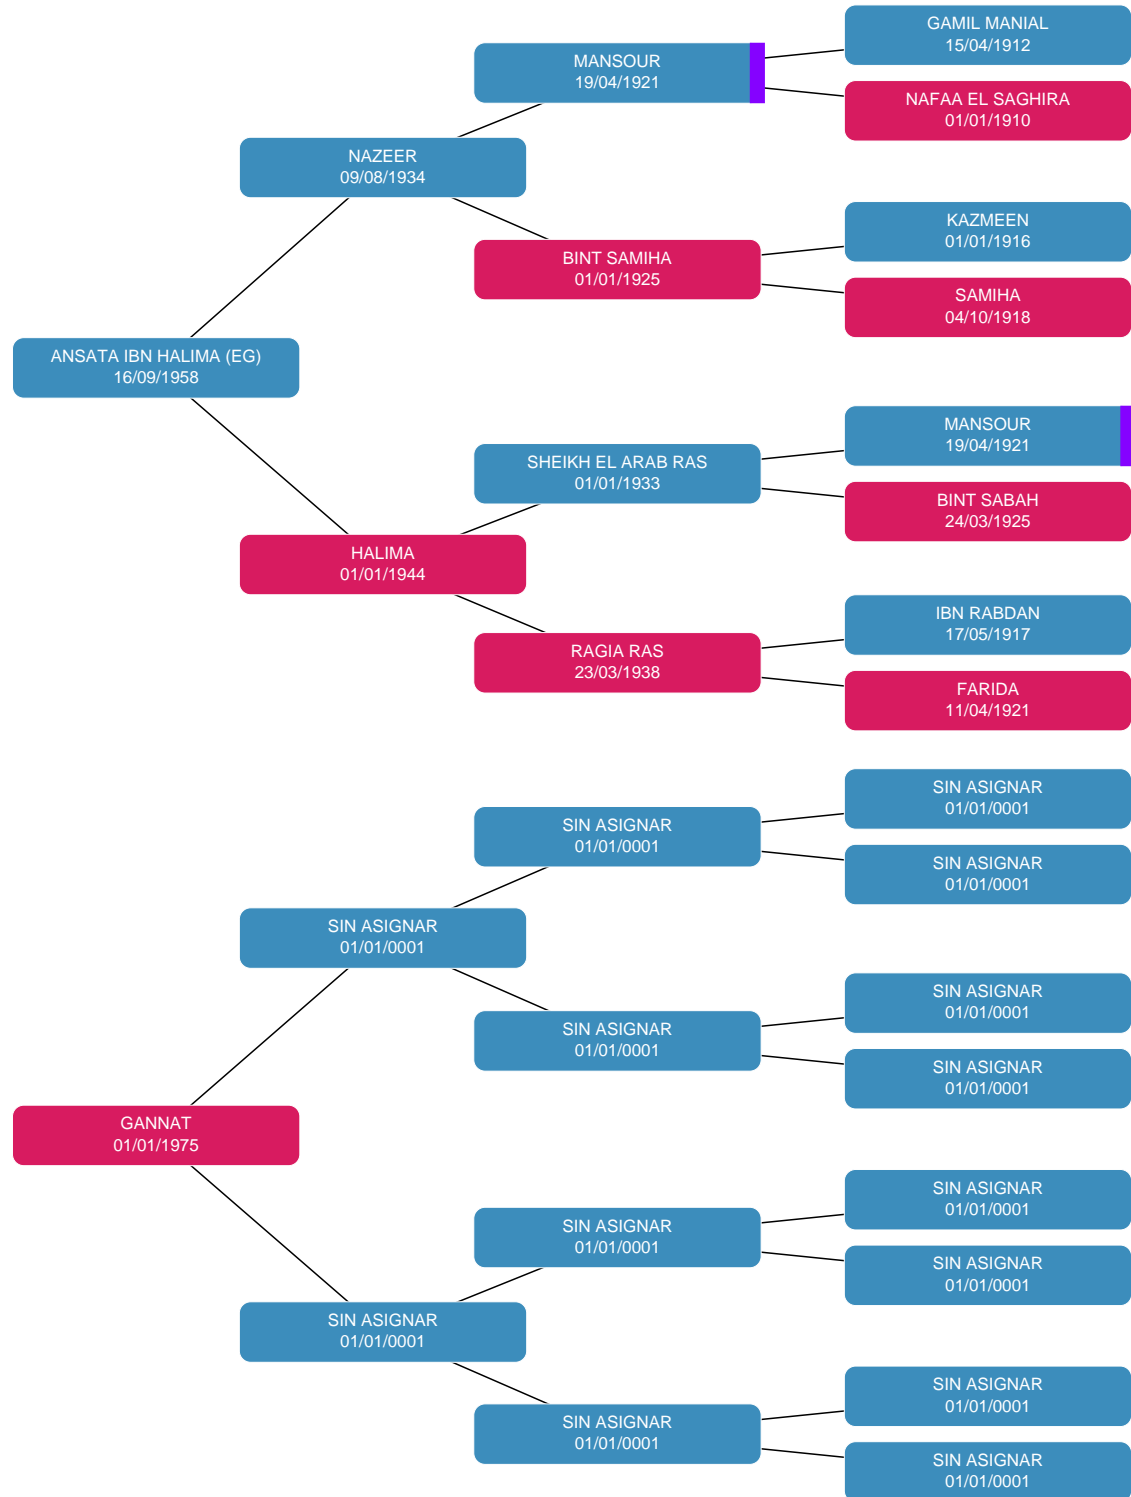 GAMIL MANIAL
15/04/1912
MANSOUR
19/04/1921
NAFAA EL SAGHIRA
01/01/1910
NAZEER
09/08/1934
KAZMEEN
01/01/1916
BINT SAMIHA
01/01/1925
SAMIHA
04/10/1918
ANSATA IBN HALIMA (EG)
16/09/1958
MANSOUR
19/04/1921
SHEIKH EL ARAB RAS
01/01/1933
BINT SABAH
24/03/1925
HALIMA
01/01/1944
IBN RABDAN
17/05/1917
RAGIA RAS
23/03/1938
FARIDA
11/04/1921
SIN ASIGNAR
01/01/0001
SIN ASIGNAR
01/01/0001
SIN ASIGNAR
01/01/0001
SIN ASIGNAR
01/01/0001
SIN ASIGNAR
01/01/0001
SIN ASIGNAR
01/01/0001
SIN ASIGNAR
01/01/0001
GANNAT
01/01/1975
SIN ASIGNAR
01/01/0001
SIN ASIGNAR
01/01/0001
SIN ASIGNAR
01/01/0001
SIN ASIGNAR
01/01/0001
SIN ASIGNAR
01/01/0001
SIN ASIGNAR
01/01/0001
SIN ASIGNAR
01/01/0001